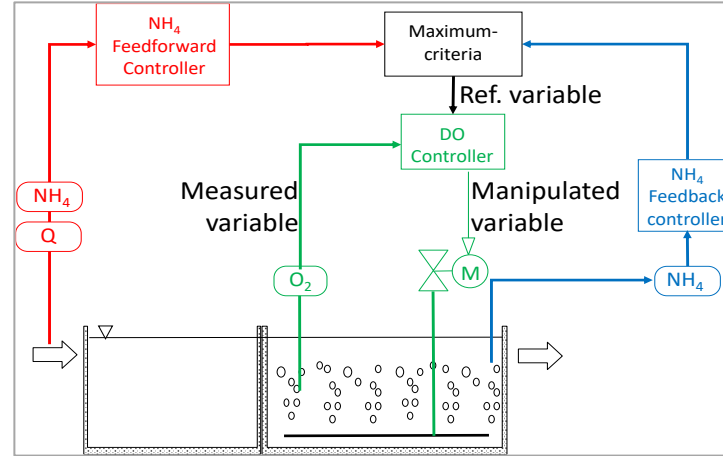 NH₄
Feedforward
Controller
Maximum-
criteria
Ref. variable
DO
Controller
Measured
variable
Manipulated
variable
NH₄
Feedback
controller
NH₄
Q
O₂
M
NH₄